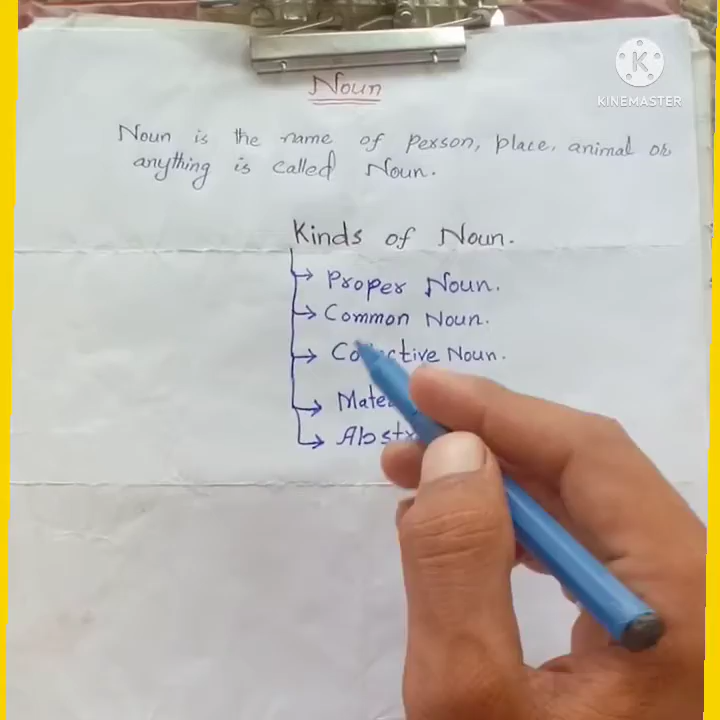 Noun
KINEMASTER
Noun is the name of person, place, animal or
anything is called Noun.
Kinds of Noun.
Proper Noun.
Common Noun.
Collective Noun.